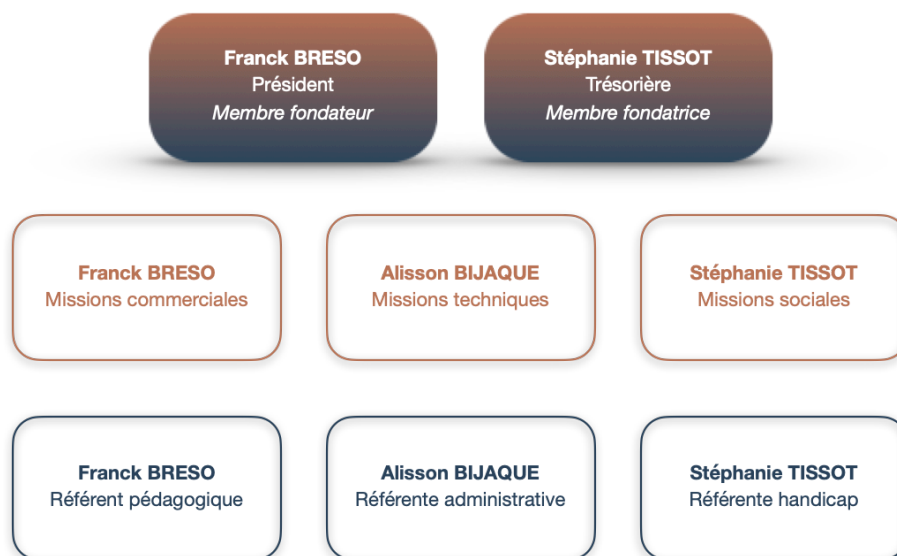 Franck BRESO
Président
Membre fondateur
Stéphanie TISSOT
Trésorière
Membre fondatrice
Franck BRESO
Missions commerciales
Alisson BIJAQUE
Missions techniques
Stéphanie TISSOT
Missions sociales
Franck BRESO
Référent pédagogique
Alisson BIJAQUE
Référente administrative
Stéphanie TISSOT
Référente handicap